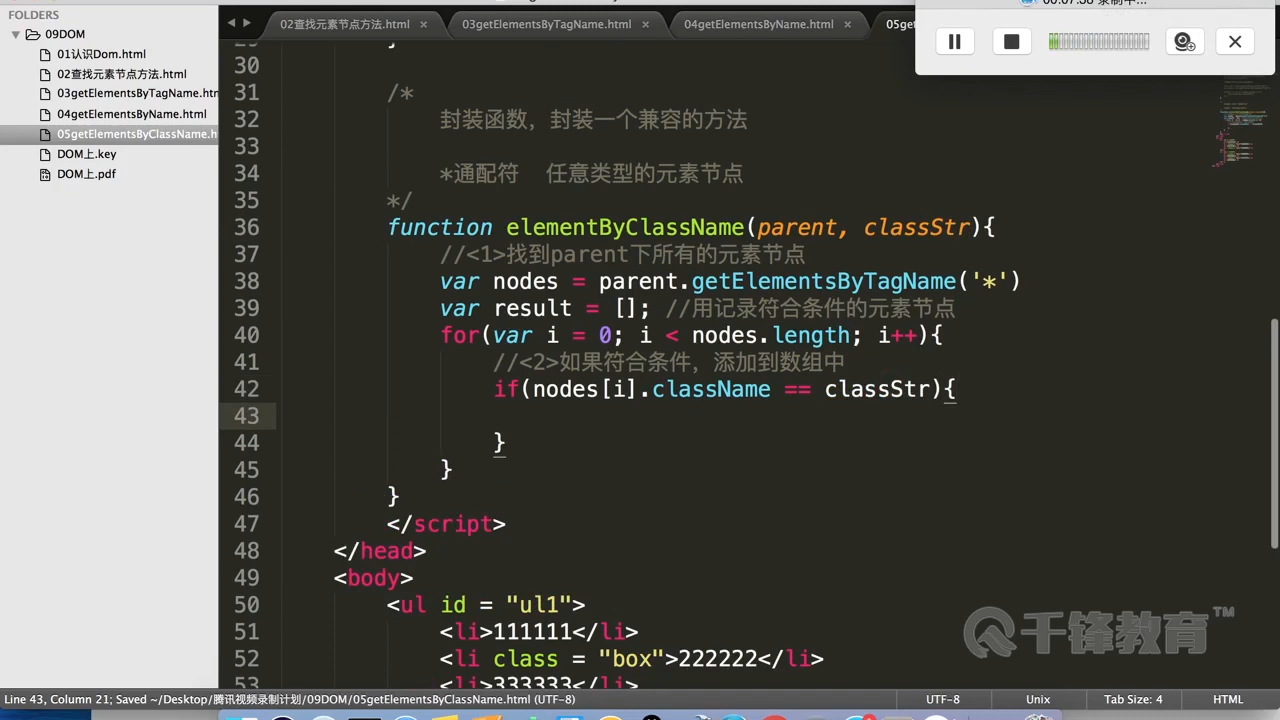 FOLDERS
09DOM
01认识Dom.html
02查找元素节点方法.html
03getElementsByTagName.htm
04getElementsByName.html
05getElementsByClassName.h
DOM上.key
DOM上.pdf
02查找元素节点方法.html × 03getElementsByTagName.html × 04getElementsByName.html × 05ge
30
31 /*
32 封装函数，封装一个兼容的方法
33
34 *通配符 任意类型的元素节点
35 */
36 function elementByClassName(parent, classStr){
37 //<1>找到parent下所有的元素节点
38 var nodes = parent.getElementsByTagName('*')
39 var result = []; //用记录符合条件的元素节点
40 for(var i = 0; i < nodes.length; i++){
41 //<2>如果符合条件，添加到数组中
42 if(nodes[i].className == classStr){
43
44 }
45 }
46 }
47 </script>
48 </head>
49 <body>
50 <ul id = "ul1">
51 <li>111111</li>
52 <li class = "box">222222</li>
53 <li>333333</li>
千锋教育™
Line 43, Column 21; Saved ~/Desktop/腾讯视频录制计划/09DOM/05getElementsByClassName.html (UTF-8) UTF-8 Unix Tab Size: 4 HTML